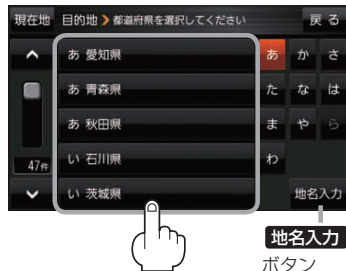 現在地 目的地 > 都道府県を選択してください 戻る
あ 愛知県 あ か さ
あ 青森県 た な は
あ 秋田県 ま や ら
い 石川県 わ
47件
い 茨城県 地名入力
地名入力
ボタン